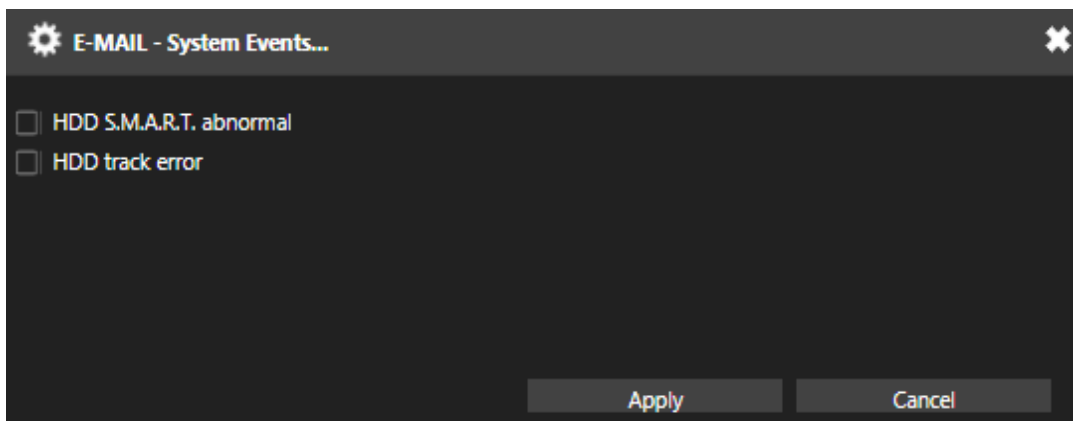 E-MAIL - System Events...
HDD S.M.A.R.T. abnormal
HDD track error
Apply Cancel